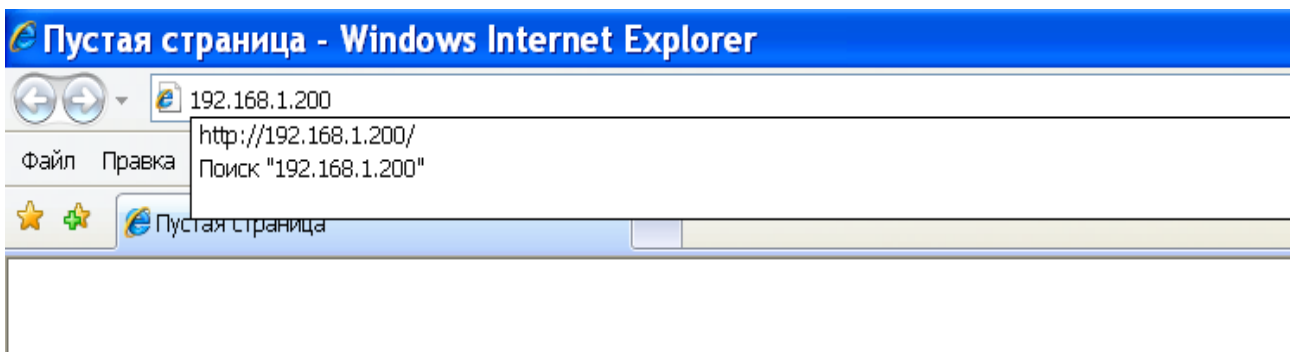 Пустая страница - Windows Internet Explorer
192.168.1.200
http://192.168.1.200/
Файл Правка
Поиск "192.168.1.200"
Пустая страница